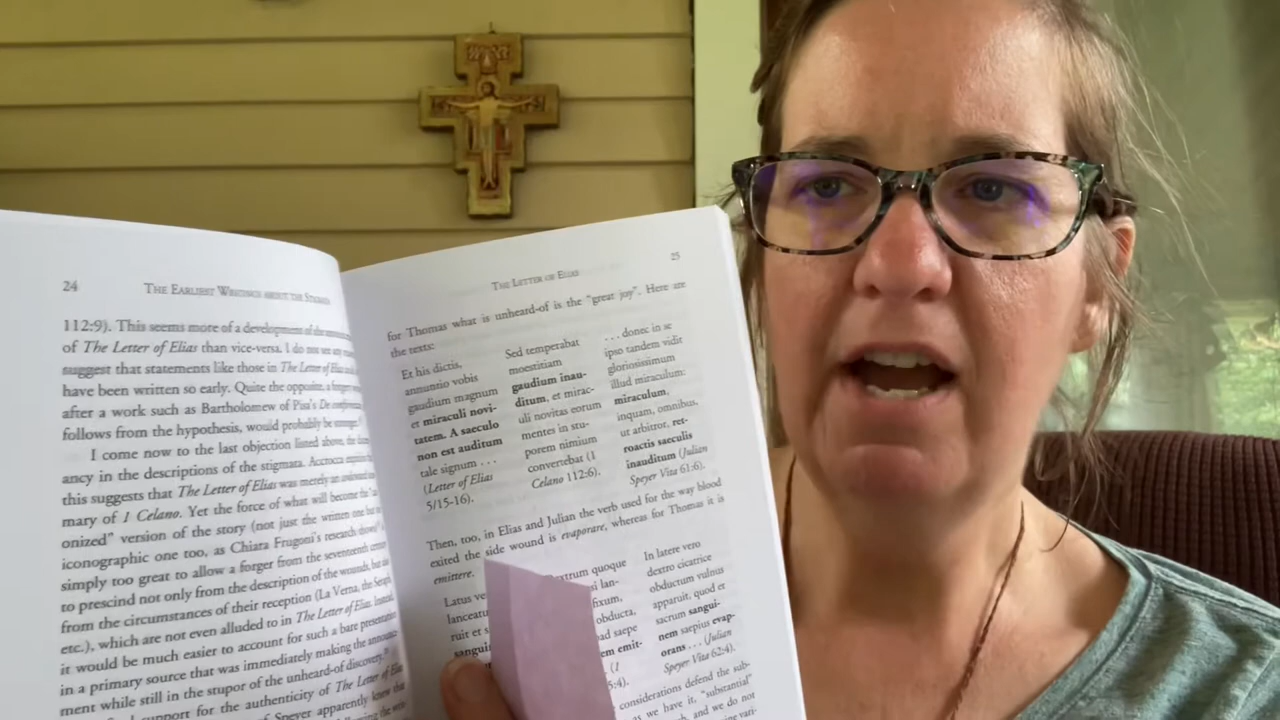 24
THE EARLIEST WRITINGS ABOUT THE STIGMATA
112:9). This seems more of a development of the
of The Letter of Elias than vice-versa. I do not see any
suggest that statements like those in The Letter of Elias
have been written so early. Quite the opposite, a forger
after a work such as Bartholomew of Pisa's De
follows from the hypothesis, would probably be
I come now to the last objection listed above, the
ancy in the descriptions of the stigmata. Accrocca
this suggests that The Letter of Elias was merely an
mary of 1 Celano. Yet the force of what will become the
onized" version of the story (not just the written one but
iconographic one too, as Chiara Frugoni's research shows)
simply too great to allow a forger from the seventeenth
to prescind not only from the description of the wounds, but
from the circumstances of their reception (La Verna, the Seraph
etc.), which are not even alluded to in The Letter of Elias.
it would be much easier to account for such a bare
in a primary source that was immediately making the
ment while still in the stupor of the unheard-of discovery.
support for the authenticity of The Letter of
of Speyer apparently knew
25
THE LETTER OF ELIAS
for Thomas what is unheard-of is the "great joy". Here are
the texts:
Et his dictis,
annuntio vobis
gaudium magnum
et miraculi novi-
tatem. A saeculo
non est auditum
tale signum . . .
(Letter of Elias
5/15-16).
Sed temperabat
moestitiam
gaudium inau-
ditum, et mirac-
uli novitas eorum
mentes in stu-
porem nimium
convertebat (1
Celano 112:6).
. . . donec in se
ipso tandem vidit
gloriosissimum
illud miraculum:
miraculum,
inquam, omnibus,
ut arbitror, ret-
roactis saeculis
inauditum (Julian
Speyer Vita 61:6).
Then, too, in Elias and Julian the verb used for the way blood
exited the side wound is evaporare, whereas for Thomas it is
emittere.
Latus
lanceatum
ruit et
quoque
lan-
fixum,
obducta,
saepe
emit-
(1
5:4).
In latere vero
dextro cicatrice
obductum vulnus
apparuit, quod er
sacrum sangui-
nem saepius evap-
orans . . . (Julian
Speyer Vita 62:4).
considerations defend the sub-
as we have it, "substantial"
and we do not